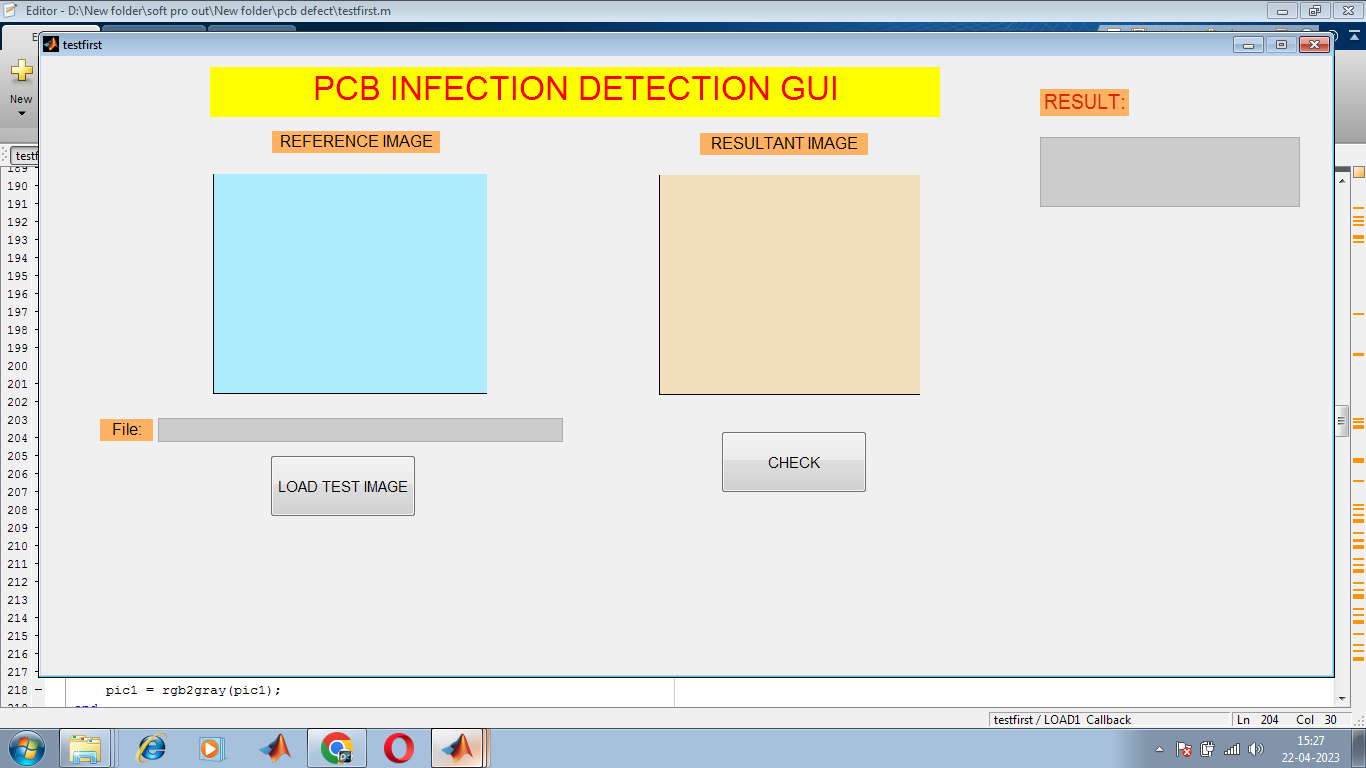 Editor - D:\New folder\soft pro out\New folder\pcb defect\testfirst.m
testfirst
New
PCB INFECTION DETECTION GUI
RESULT:
REFERENCE IMAGE
RESULTANT IMAGE
File:
LOAD TEST IMAGE
CHECK
189
190
191
192
193
194
195
196
197
198
199
200
201
202
203
204
205
206
207
208
209
210
211
212
213
214
215
216
217
218 pic1 = rgb2gray(pic1);
testfirst / LOAD1 Callback
Ln 204 Col 30
15:27
22-04-2023